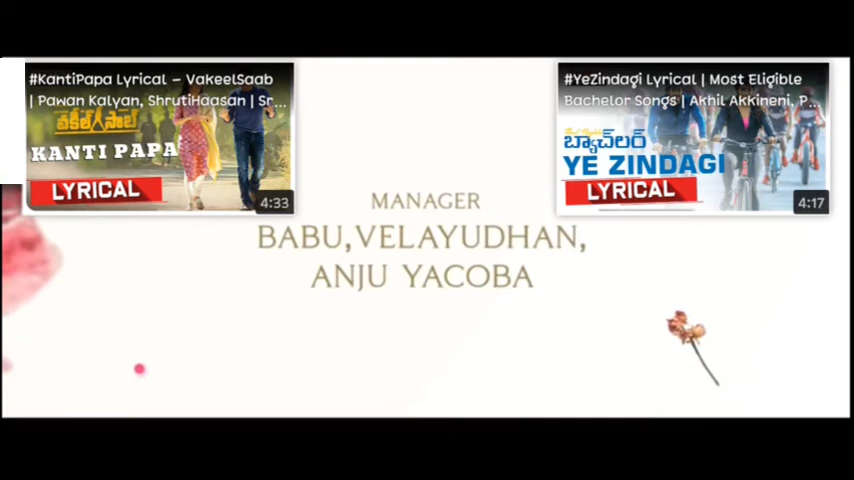 #KantiPapa Lyrical – VakeelSaab
| Pawan Kalyan, ShrutiHaasan | Sr...
వకీల్ సాబ్
KANTI PAPA
LYRICAL
4:33
#YeZindagi Lyrical | Most Eligible
Bachelor Songs | Akhil Akkineni, P...
బ్యాచ్‌లర్
YE ZINDAGI
LYRICAL
4:17
MANAGER
BABU,VELAYUDHAN,
ANJU YACOBA